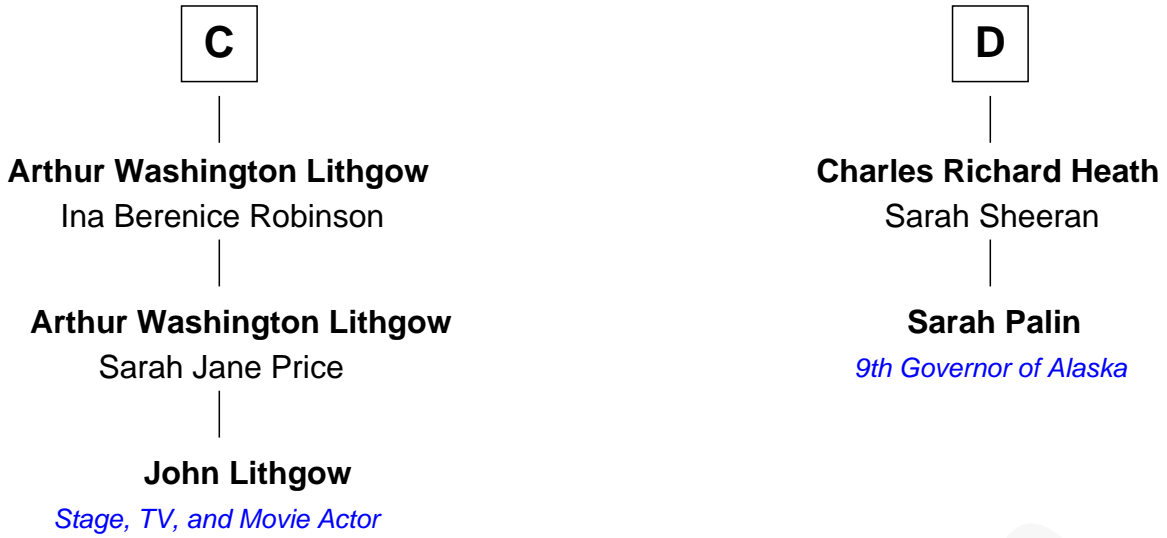 C
Arthur Washington Lithgow
Ina Berenice Robinson
Arthur Washington Lithgow
Sarah Jane Price
John Lithgow
Stage, TV, and Movie Actor
D
Charles Richard Heath
Sarah Sheeran
Sarah Palin
9th Governor of Alaska